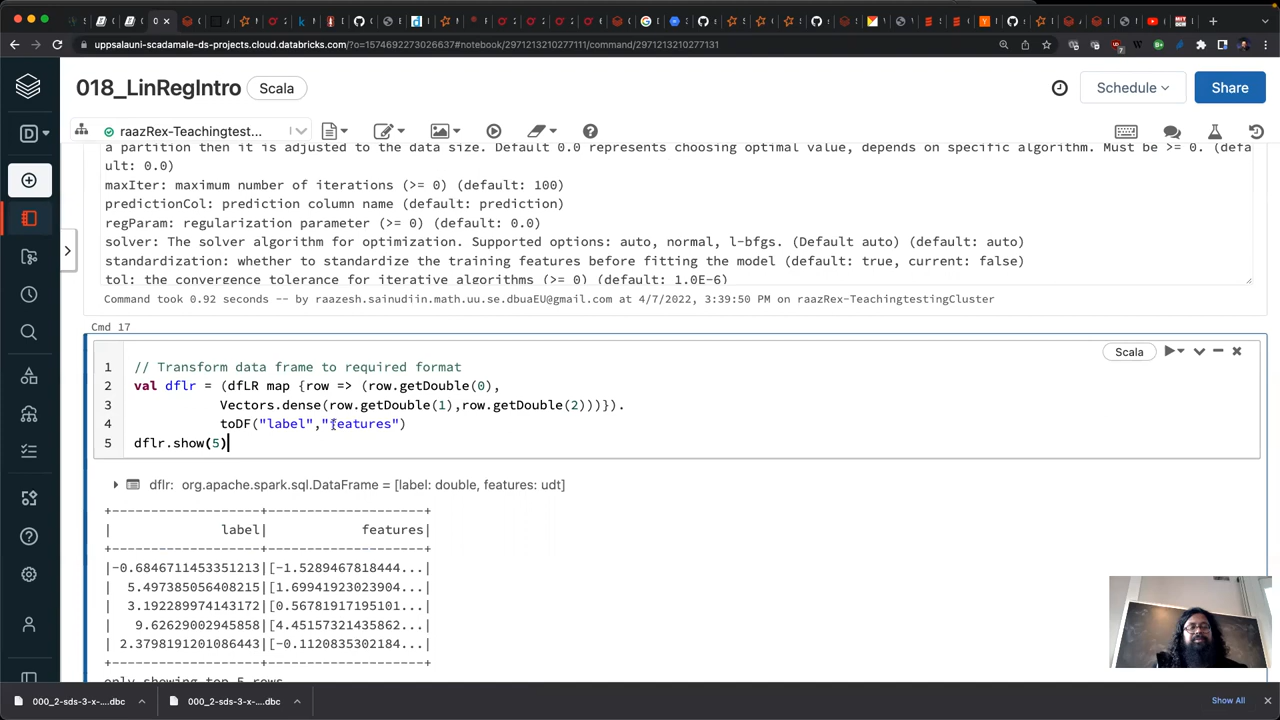 0
uppsalauni-scadamale-ds-projects.cloud.databricks.com/?o=1574692273026637#notebook/2971213210277111/command/2971213210277131
018_LinRegIntro
Scala
Schedule
Share
D
raazRex-Teachingtest...
a partition then it is adjusted to the data size. Default 0.0 represents choosing optimal value, depends on specific algorithm. Must be >= 0. (defa
ult: 0.0)
maxIter: maximum number of iterations (>= 0) (default: 100)
predictionCol: prediction column name (default: prediction)
regParam: regularization parameter (>= 0) (default: 0.0)
solver: The solver algorithm for optimization. Supported options: auto, normal, l-bfgs. (Default auto) (default: auto)
standardization: whether to standardize the training features before fitting the model (default: true, current: false)
tol: the convergence tolerance for iterative algorithms (>= 0) (default: 1.0E-6)
Command took 0.92 seconds -- by raazesh.sainudiin.math.uu.se.dbuaEU@gmail.com at 4/7/2022, 3:39:50 PM on raazRex-TeachingtestingCluster
Cmd 17
Scala
1 // Transform data frame to required format
2 val dflr = (dfLR map {row => (row.getDouble(0),
3 Vectors.dense(row.getDouble(1),row.getDouble(2)))}).
4 toDF("label","features")
5 dflr.show(5)
dflr: org.apache.spark.sql.DataFrame = [label: double, features: udt]
+-------------------+--------------------+
| label| features|
+-------------------+--------------------+
|-0.6846711453351213|[-1.5289467818444...|
| 5.497385056408215|[1.69941923023904...|
| 3.192289974143172|[0.56781917195101...|
| 9.62629002945858|[4.45157321435862...|
| 2.3798191201086443|[-0.1120835302184...|
+-------------------+--------------------+
only showing top 5 rows
000_2-sds-3-x-....dbc
000_2-sds-3-x-....dbc
Show All